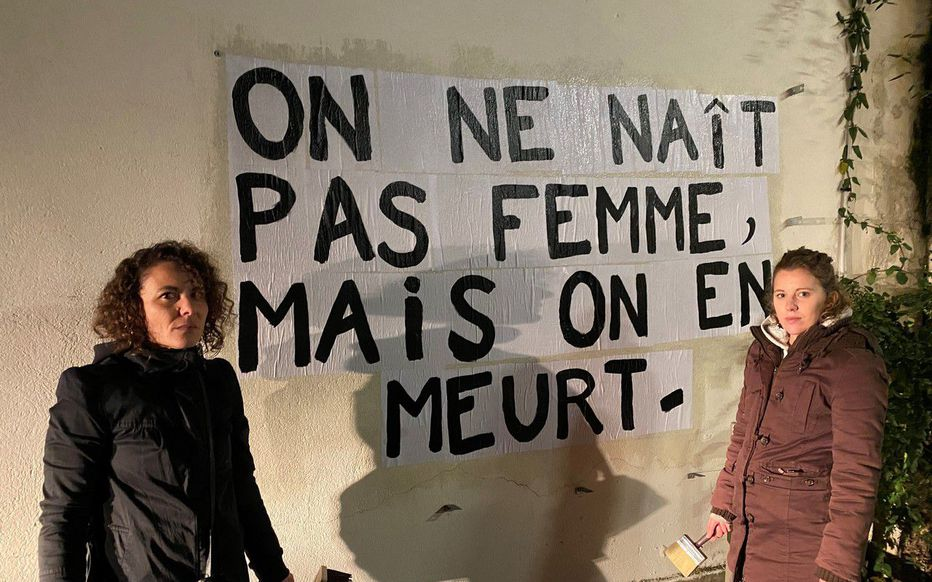 ON NE NAîT
PAS FEMME,
MAiS ON EN
MEURT.